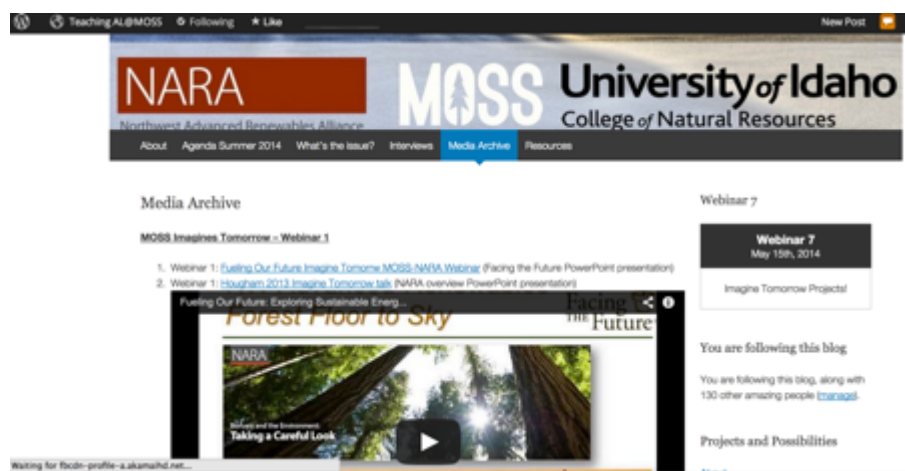 Teaching AL@MOSS Following Like New Post
NARA
Northwest Advanced Renewables Alliance
MOSS
University of Idaho
College of Natural Resources
About Agenda Summer 2014 What's the issue? Interviews Media Archive Resources
Media Archive
MOSS Imagines Tomorrow – Webinar 1
1. Webinar 1: Fueling Our Future Imagine Tomorrow MOSS-NARA Webinar (Facing the Future PowerPoint presentation)
2. Webinar 1: Hougham 2013 Imagine Tomorrow talk (NARA overview PowerPoint presentation)
Fueling Our Future: Exploring Sustainable Energ...
Forest Floor to Sky
Facing
THE Future
NARA
Taking a Careful Look
Webinar 7
Webinar 7
May 15th, 2014
Imagine Tomorrow Projects!
You are following this blog
You are following this blog, along with
130 other amazing people (manage).
Projects and Possibilities
Waiting for fbcdn-profile-a.akamaihd.net...